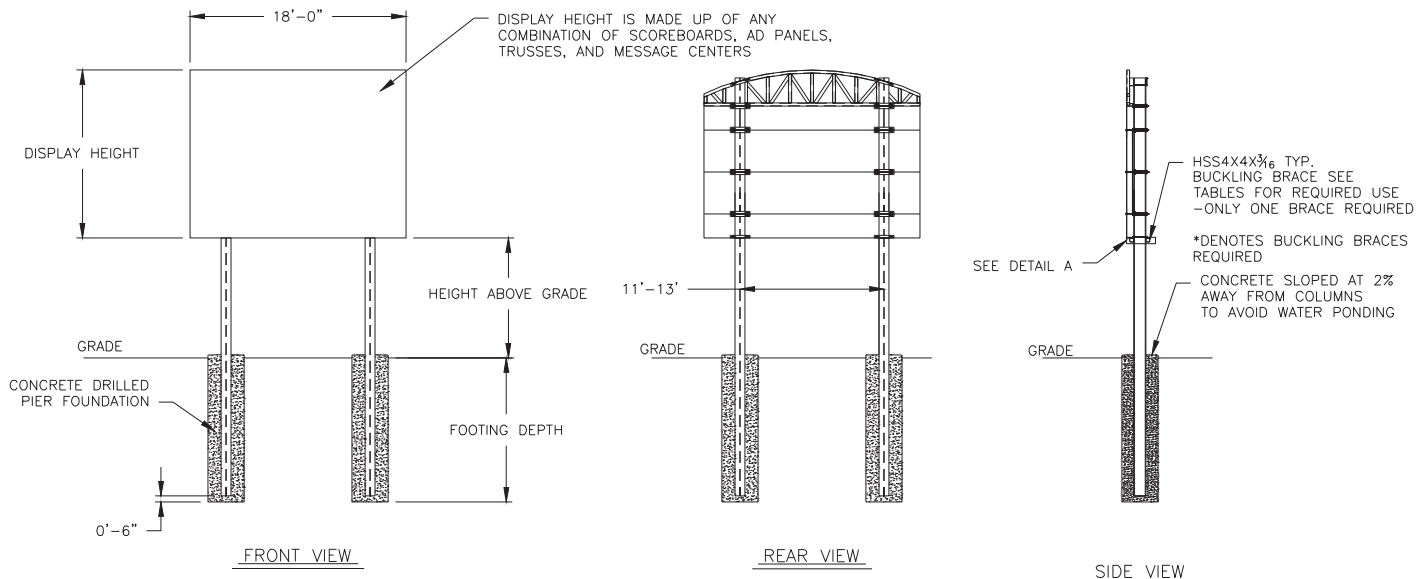 18'-0"
DISPLAY HEIGHT IS MADE UP OF ANY
COMBINATION OF SCOREBOARDS, AD PANELS,
TRUSSES, AND MESSAGE CENTERS
DISPLAY HEIGHT
HEIGHT ABOVE GRADE
GRADE
CONCRETE DRILLED
PIER FOUNDATION
FOOTING DEPTH
0'-6"
FRONT VIEW
11'-13'
GRADE
REAR VIEW
HSS4X4X3⁄16 TYP.
BUCKLING BRACE SEE
TABLES FOR REQUIRED USE
-ONLY ONE BRACE REQUIRED
*DENOTES BUCKLING BRACES
REQUIRED
SEE DETAIL A
CONCRETE SLOPED AT 2%
AWAY FROM COLUMNS
TO AVOID WATER PONDING
GRADE
SIDE VIEW